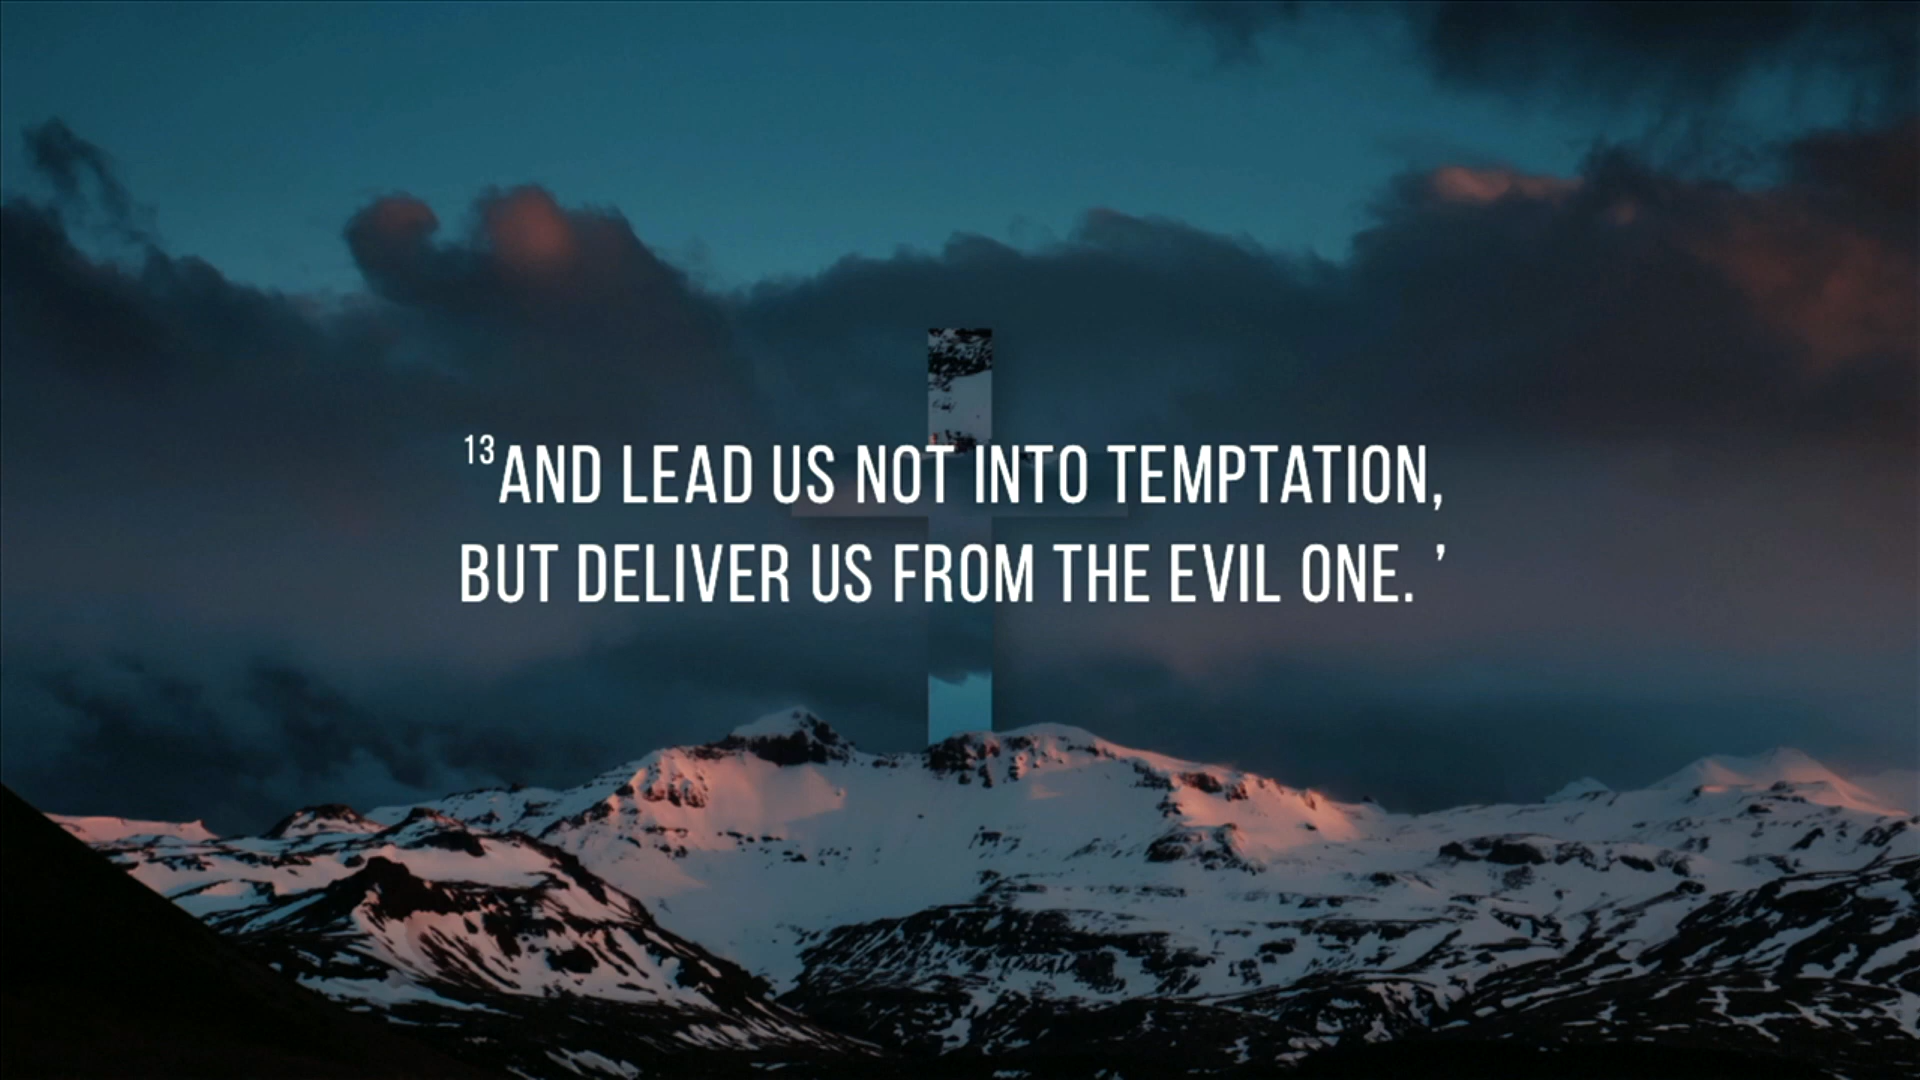 ¹³AND LEAD US NOT INTO TEMPTATION,
BUT DELIVER US FROM THE EVIL ONE. ’